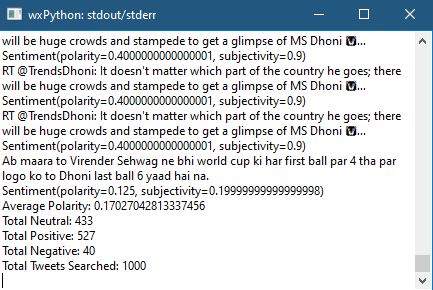 wxPython: stdout/stderr
will be huge crowds and stampede to get a glimpse of MS Dhoni ...
Sentiment(polarity=0.4000000000000001, subjectivity=0.9)
RT @TrendsDhoni: It doesn't matter which part of the country he goes; there
will be huge crowds and stampede to get a glimpse of MS Dhoni ...
Sentiment(polarity=0.4000000000000001, subjectivity=0.9)
RT @TrendsDhoni: It doesn't matter which part of the country he goes; there
will be huge crowds and stampede to get a glimpse of MS Dhoni ...
Sentiment(polarity=0.4000000000000001, subjectivity=0.9)
Ab maara to Virender Sehwag ne bhi world cup ki har first ball par 4 tha par
logo ko to Dhoni last ball 6 yaad hai na.
Sentiment(polarity=0.125, subjectivity=0.19999999999999998)
Average Polarity: 0.17027042813337456
Total Neutral: 433
Total Positive: 527
Total Negative: 40
Total Tweets Searched: 1000